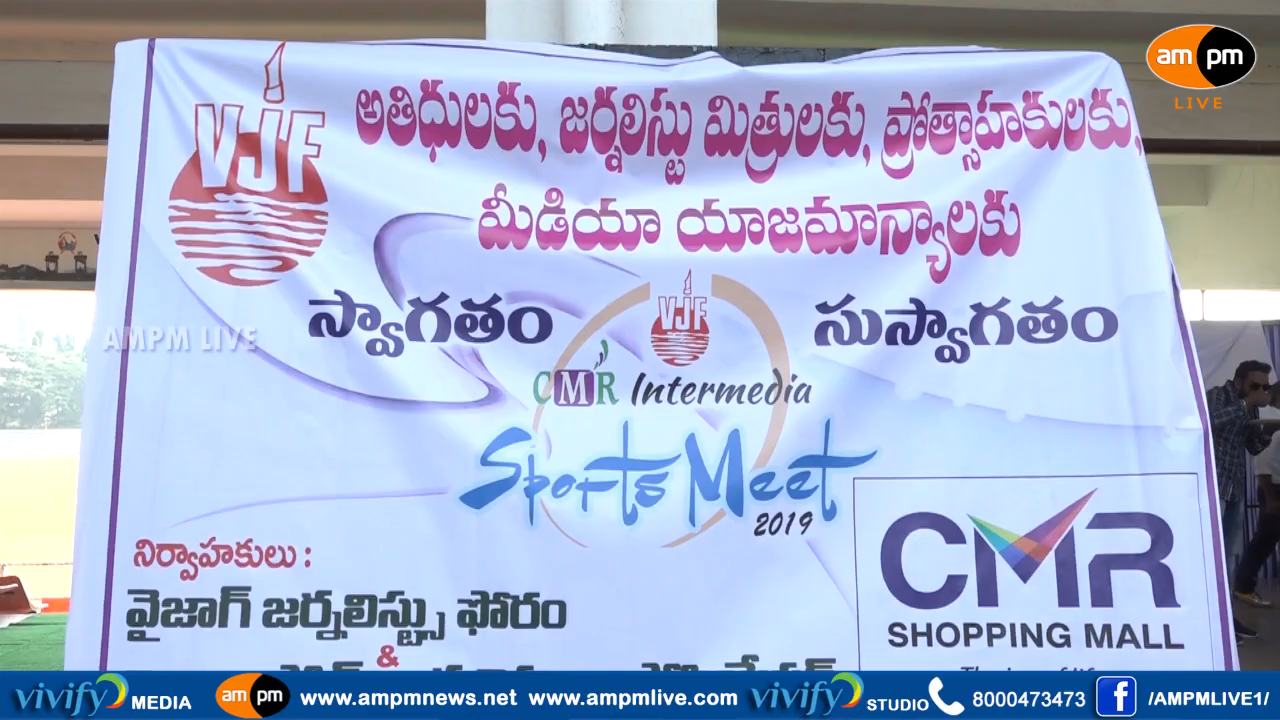 am pm
LIVE
VJF
అతిధులకు, జర్నలిస్టు మిత్రులకు, ప్రోత్సాహకులకు,
మీడియా యాజమాన్యాలకు
స్వాగతం
VJF
సుస్వాగతం
AMPM LIVE
CMR Intermedia
Sports Meet
2019
నిర్వాహకులు :
వైజాగ్ జర్నలిస్ట్సు ఫోరం
&
CMR
SHOPPING MALL
vivify MEDIA am pm www.ampmnews.net www.ampmlive.com vivify STUDIO 8000473473 f /AMPMLIVE1/